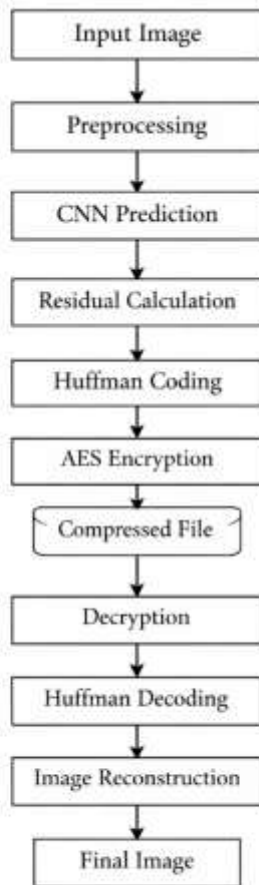 Input Image
Preprocessing
CNN Prediction
Residual Calculation
Huffman Coding
AES Encryption
Compressed File
Decryption
Huffman Decoding
Image Reconstruction
Final Image